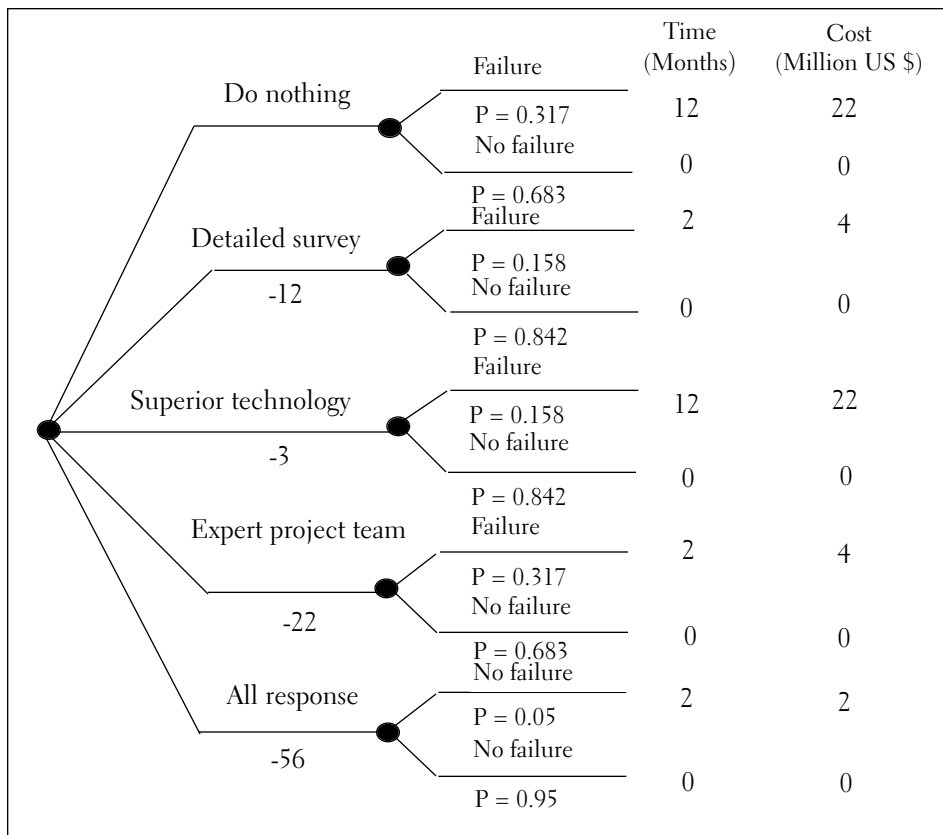 Time Cost
Failure (Months) (Million US $)
Do nothing
12 22
P = 0.317
No failure
0 0
P = 0.683
Failure 2 4
Detailed survey
P = 0.158
-12 No failure
0 0
P = 0.842
Failure
Superior technology 12 22
P = 0.158
-3 No failure
0 0
P = 0.842
Expert project team Failure
2 4
P = 0.317
-22 No failure
0 0
P = 0.683
No failure
All response 2 2
P = 0.05
-56 No failure
0 0
P = 0.95